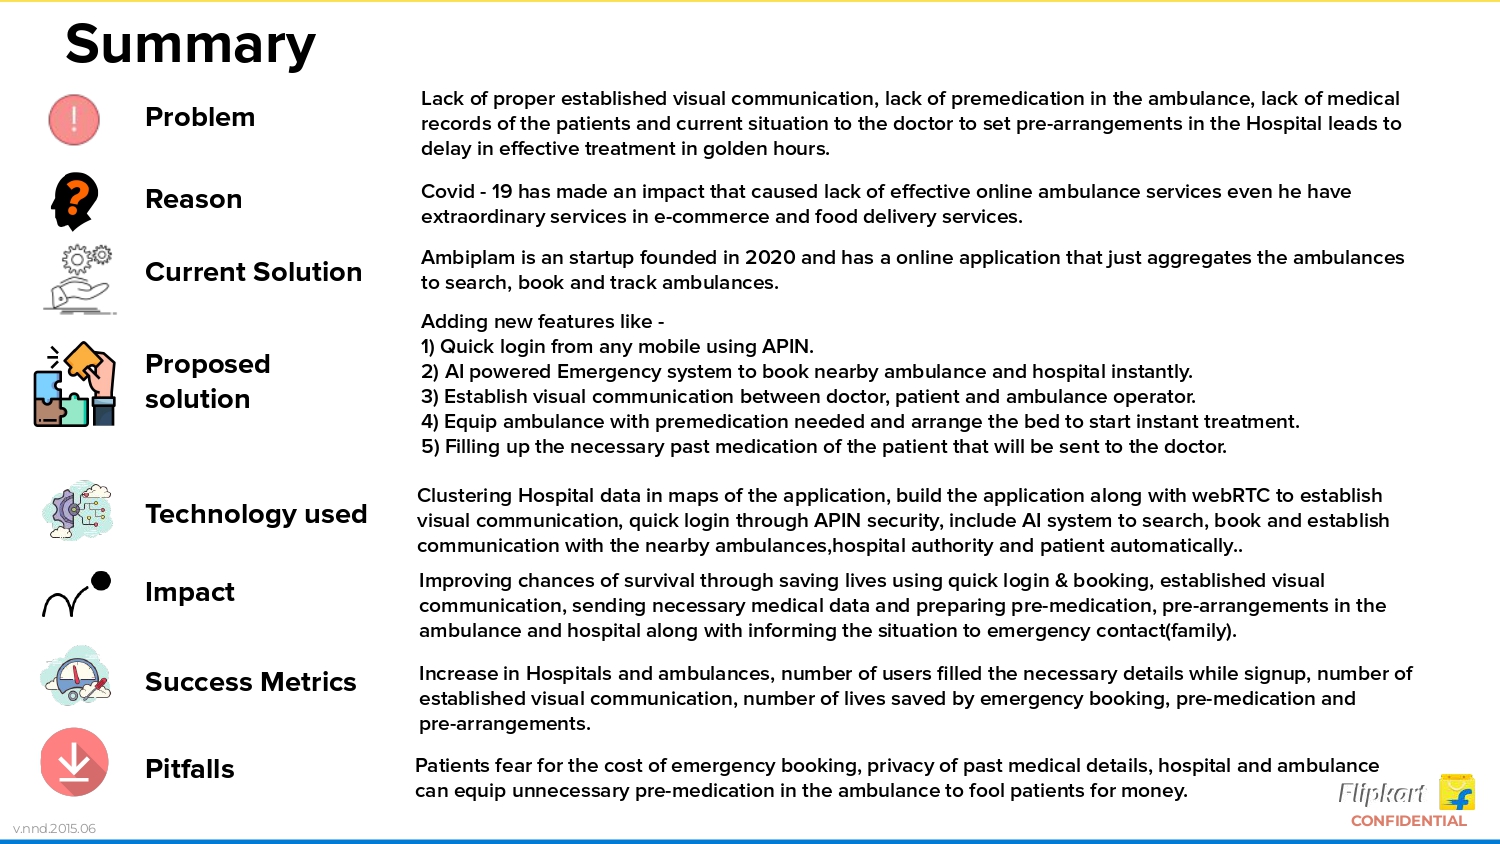 Summary
Problem
Lack of proper established visual communication, lack of premedication in the ambulance, lack of medical
records of the patients and current situation to the doctor to set pre-arrangements in the Hospital leads to
delay in effective treatment in golden hours.
Reason
Covid - 19 has made an impact that caused lack of effective online ambulance services even he have
extraordinary services in e-commerce and food delivery services.
Current Solution
Ambiplam is an startup founded in 2020 and has a online application that just aggregates the ambulances
to search, book and track ambulances.
Proposed
solution
Adding new features like -
1) Quick login from any mobile using APIN.
2) AI powered Emergency system to book nearby ambulance and hospital instantly.
3) Establish visual communication between doctor, patient and ambulance operator.
4) Equip ambulance with premedication needed and arrange the bed to start instant treatment.
5) Filling up the necessary past medication of the patient that will be sent to the doctor.
Technology used
Clustering Hospital data in maps of the application, build the application along with webRTC to establish
visual communication, quick login through APIN security, include AI system to search, book and establish
communication with the nearby ambulances,hospital authority and patient automatically..
Impact
Improving chances of survival through saving lives using quick login & booking, established visual
communication, sending necessary medical data and preparing pre-medication, pre-arrangements in the
ambulance and hospital along with informing the situation to emergency contact(family).
Success Metrics
Increase in Hospitals and ambulances, number of users filled the necessary details while signup, number of
established visual communication, number of lives saved by emergency booking, pre-medication and
pre-arrangements.
Pitfalls
Patients fear for the cost of emergency booking, privacy of past medical details, hospital and ambulance
can equip unnecessary pre-medication in the ambulance to fool patients for money.
Flipkart
CONFIDENTIAL
v.nnd.2015.06